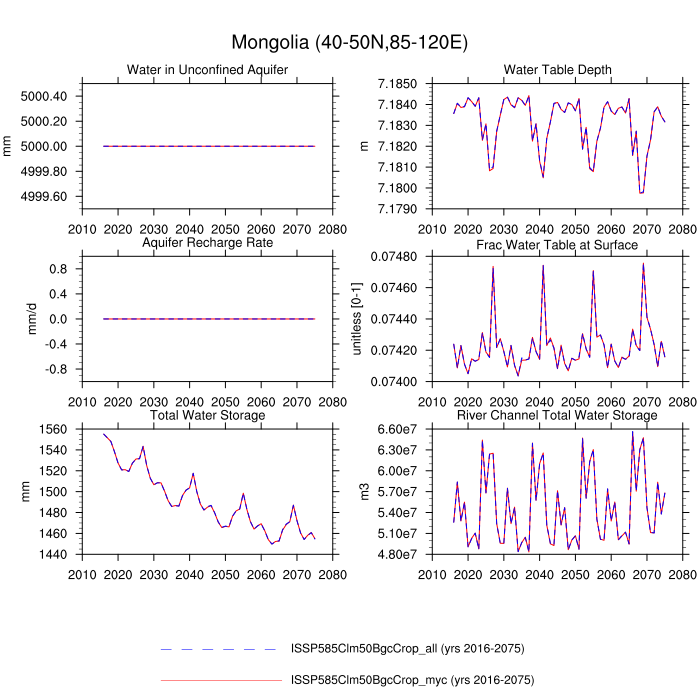 Mongolia (40-50N,85-120E)
Water in Unconfined Aquifer
Water Table Depth
mm
5000.40
5000.20
5000.00
4999.80
4999.60
2010 2020 2030 2040 2050 2060 2070 2080
m
7.1850
7.1840
7.1830
7.1820
7.1810
7.1800
7.1790
2010 2020 2030 2040 2050 2060 2070 2080
Aquifer Recharge Rate
Frac Water Table at Surface
mm/d
0.8
0.4
0.0
-0.4
-0.8
2010 2020 2030 2040 2050 2060 2070 2080
unitless [0-1]
0.07480
0.07460
0.07440
0.07420
0.07400
2010 2020 2030 2040 2050 2060 2070 2080
Total Water Storage
River Channel Total Water Storage
mm
1560
1540
1520
1500
1480
1460
1440
2010 2020 2030 2040 2050 2060 2070 2080
m3
6.60e7
6.30e7
6.00e7
5.70e7
5.40e7
5.10e7
4.80e7
2010 2020 2030 2040 2050 2060 2070 2080
ISSP585Clm50BgcCrop_all (yrs 2016-2075)
ISSP585Clm50BgcCrop_myc (yrs 2016-2075)